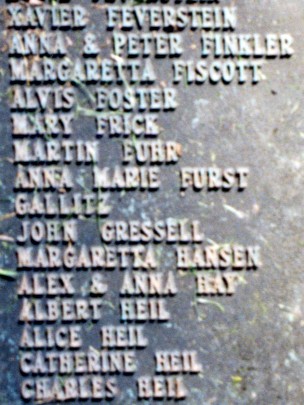 XAVIER FEVERSTEIN
ANNA & PETER FINKLER
MARGARETTA FISCOTT
ALVIS FOSTER
MARY FRICK
MARTIN FUHR
ANNA MARIE FURST
GALLITZ
JOHN GRESSELL
MARGARETTA HANSEN
ALEX & ANNA HAY
ALBERT HEIL
ALICE HEIL
CATHERINE HEIL
CHARLES HEIL